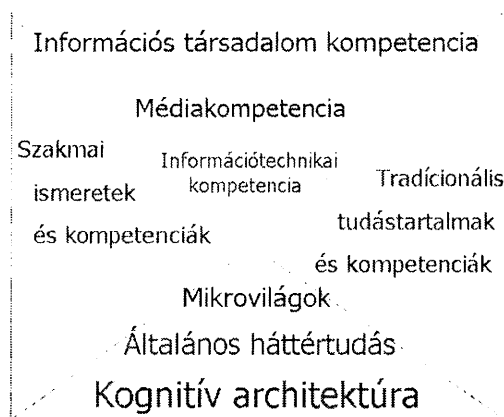 Információs társadalom kompetencia
Médiakompetencia
Szakmai
ismeretek
és kompetenciák
Információtechnikai
kompetencia
Tradícionális
tudástartalmak
és kompetenciák
Mikrovilágok
Általános háttértudás
Kognitív architektúra